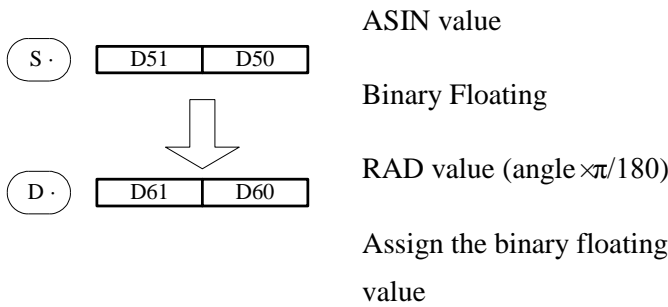 ASIN value
S · D51 D50
Binary Floating
RAD value (angle×π/180)
D · D61 D60
Assign the binary floating
value